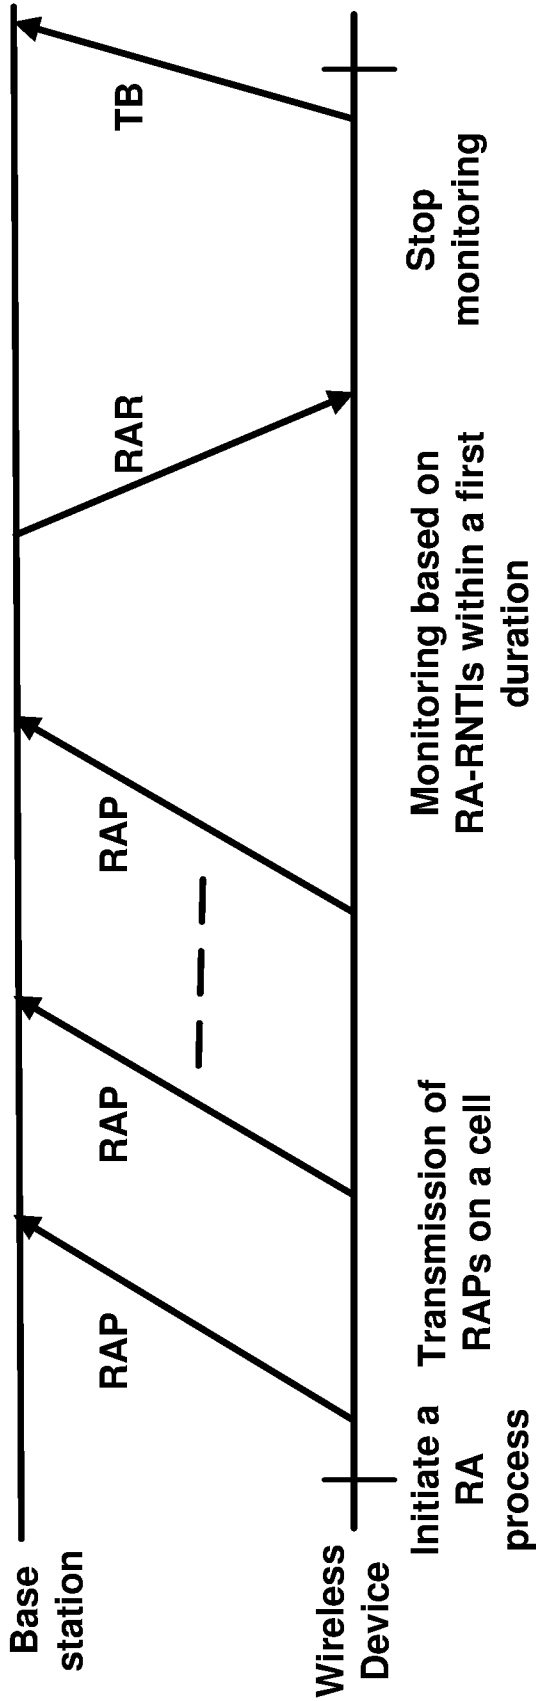 Base
station
RAP
RAP
RAP
RAR
TB
Wireless
Device
Initiate a
RA
process
Transmission of
RAPs on a cell
Monitoring based on
RA-RNTIs within a first
duration
Stop
monitoring